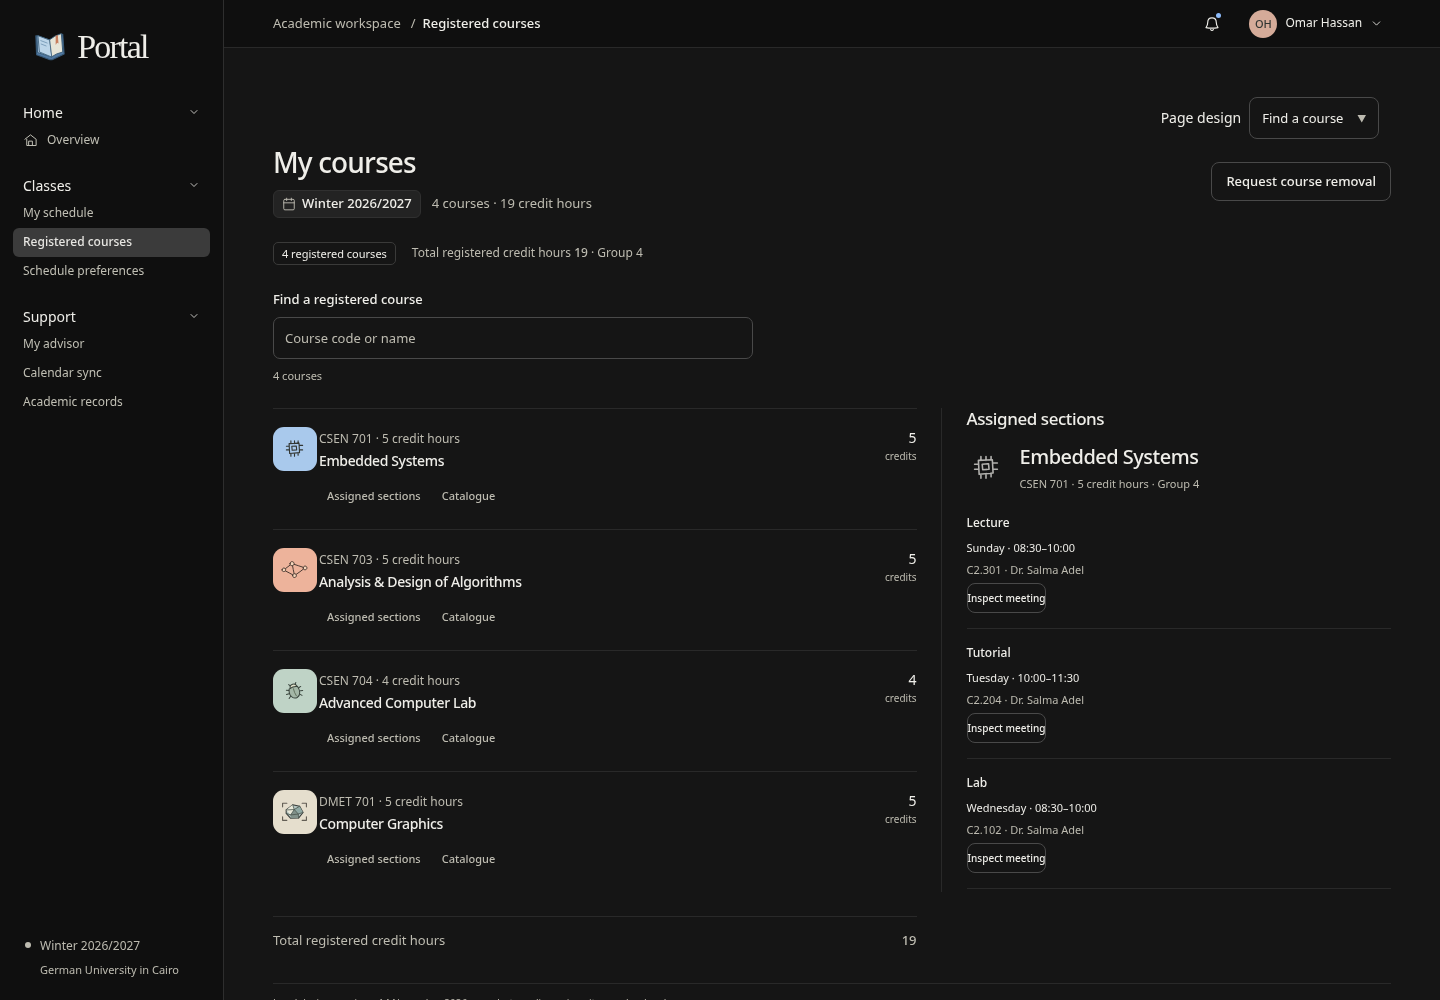 Portal
Home
Overview
Classes
My schedule
Registered courses
Schedule preferences
Support
My advisor
Calendar sync
Academic records
Winter 2026/2027
German University in Cairo
Academic workspace / Registered courses
OH Omar Hassan
Page design Find a course
My courses
Request course removal
Winter 2026/2027 4 courses · 19 credit hours
4 registered courses Total registered credit hours 19 · Group 4
Find a registered course
Course code or name
4 courses
CSEN 701 · 5 credit hours
Embedded Systems
5
credits
Assigned sections Catalogue
CSEN 703 · 5 credit hours
Analysis & Design of Algorithms
5
credits
Assigned sections Catalogue
CSEN 704 · 4 credit hours
Advanced Computer Lab
4
credits
Assigned sections Catalogue
DMET 701 · 5 credit hours
Computer Graphics
5
credits
Assigned sections Catalogue
Total registered credit hours 19
Assigned sections
Embedded Systems
CSEN 701 · 5 credit hours · Group 4
Lecture
Sunday · 08:30–10:00
C2.301 · Dr. Salma Adel
Inspect meeting
Tutorial
Tuesday · 10:00–11:30
C2.204 · Dr. Salma Adel
Inspect meeting
Lab
Wednesday · 08:30–10:00
C2.102 · Dr. Salma Adel
Inspect meeting